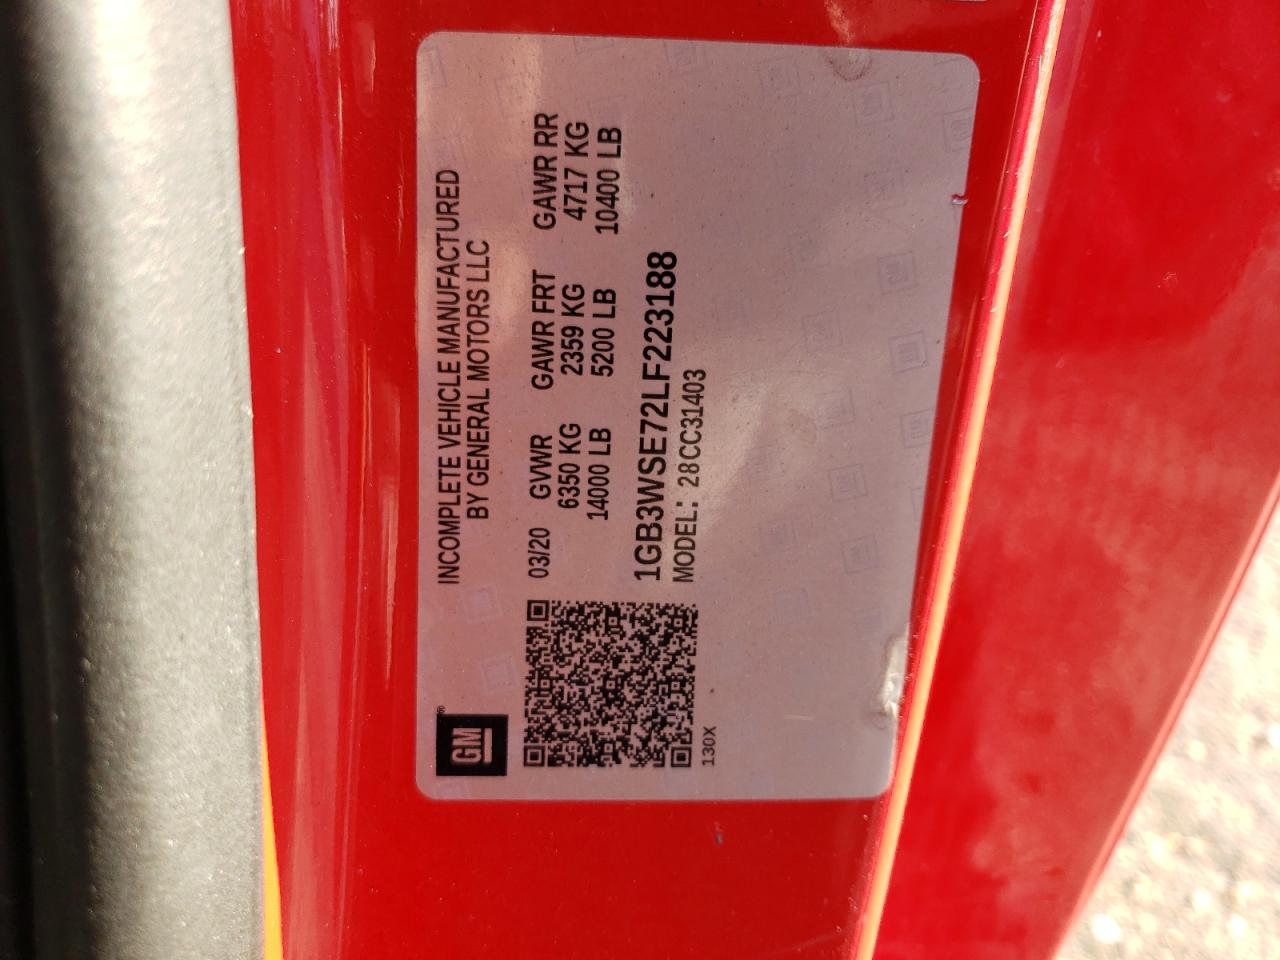 GM®
INCOMPLETE VEHICLE MANUFACTURED
BY GENERAL MOTORS LLC
03/20 GVWR GAWR FRT GAWR RR
6350 KG 2359 KG 4717 KG
14000 LB 5200 LB 10400 LB
1GB3WSE72LF223188
MODEL: 28CC31403
130X